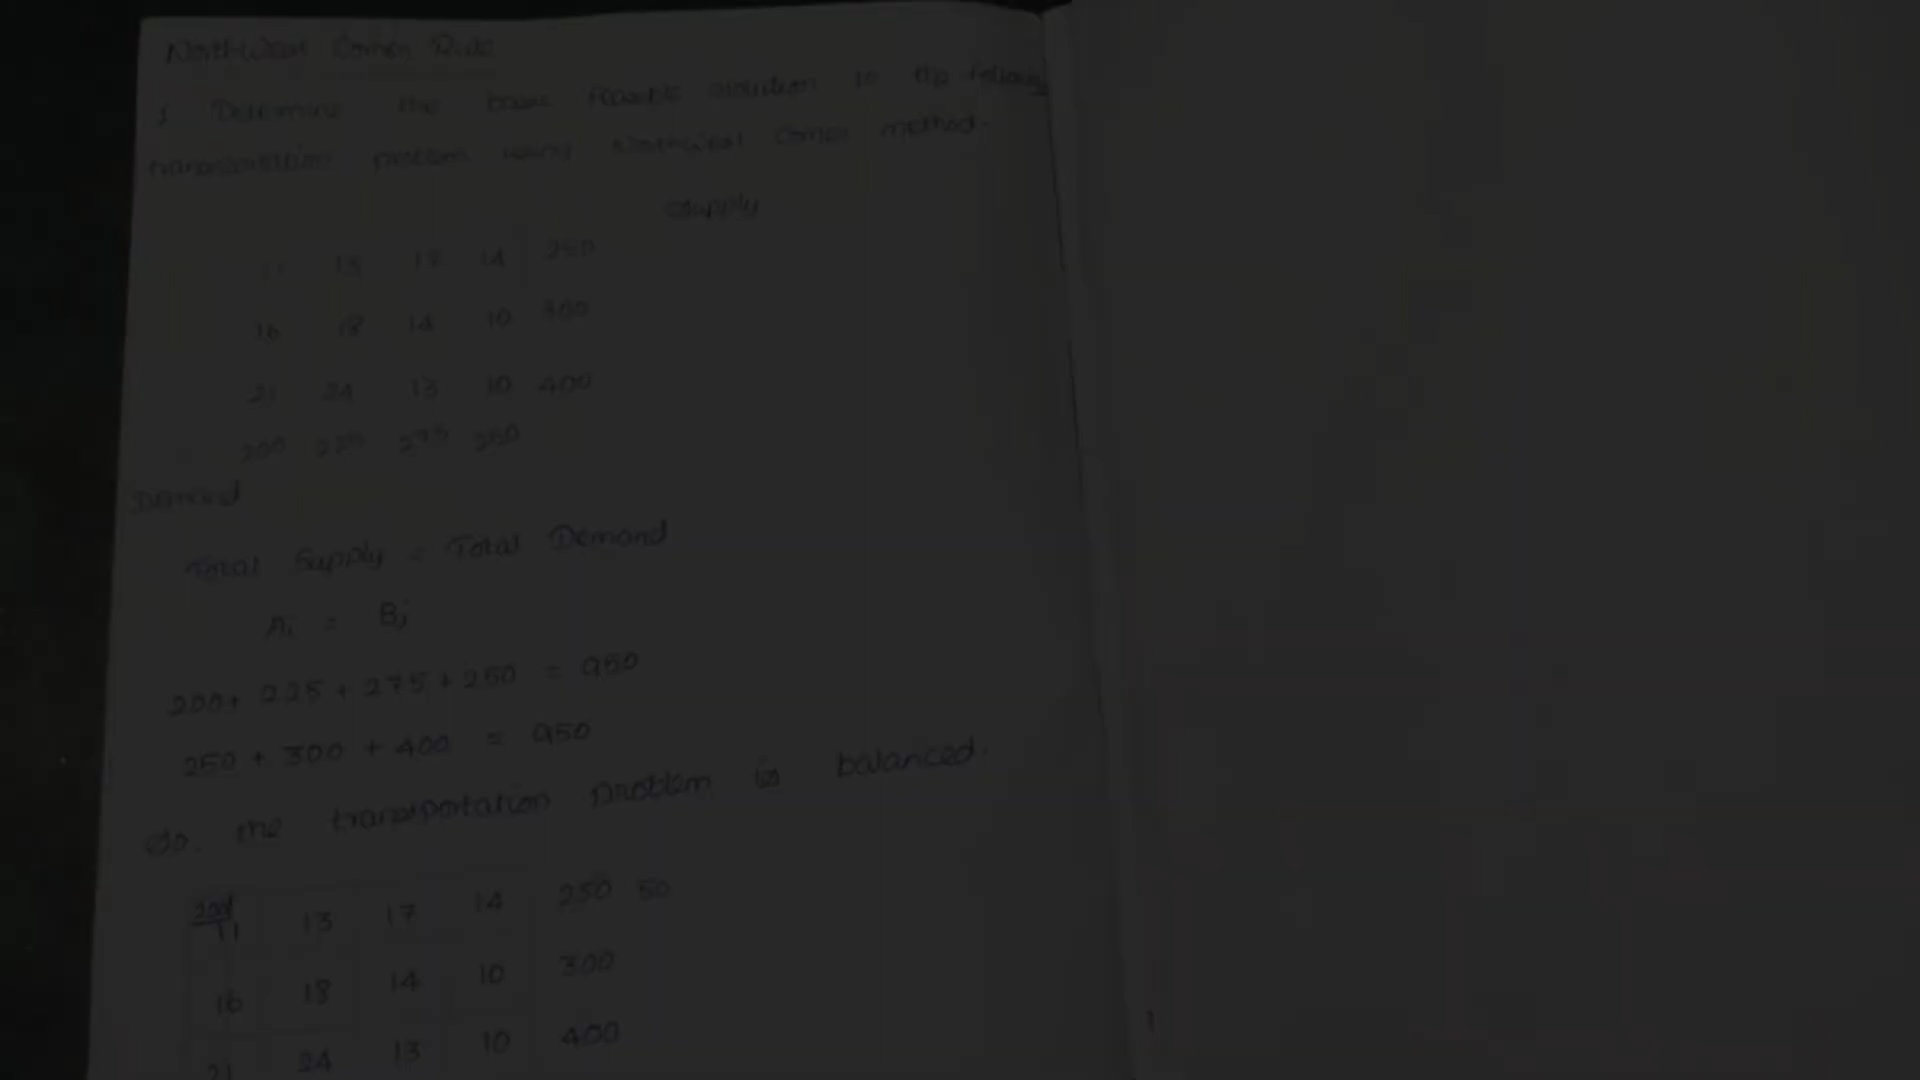 North West Corner Rule
1. Determine the basic feasible solution to the following
transportation problem using North West Corner method.
Supply
11 13 17 14 250
16 18 14 10 300
21 24 13 10 400
200 225 275 250
Demand
Total Supply = Total Demand
Ai = Bj
200 + 225 + 275 + 250 = 950
250 + 300 + 400 = 950
So, the transportation problem is balanced.
200
11 13 17 14 250 50
16 18 14 10 300
21 24 13 10 400